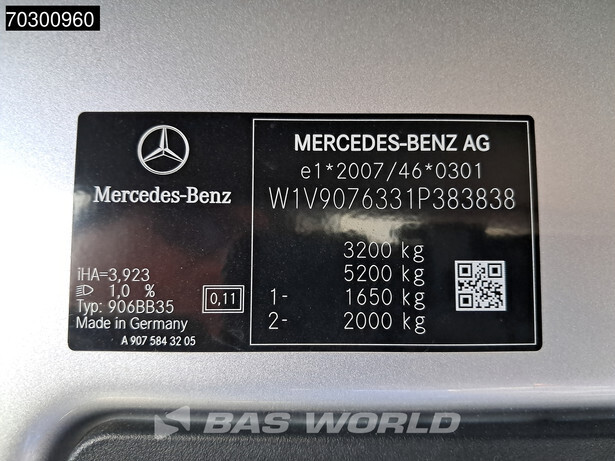 70300960
Mercedes-Benz
iHA=3,923
1,0 %
Typ: 906BB35
0,11
Made in Germany
A 907 584 32 05
MERCEDES-BENZ AG
e1*2007/46*0301
W1V9076331P383838
3200 kg
5200 kg
1- 1650 kg
2- 2000 kg
BAS WORLD